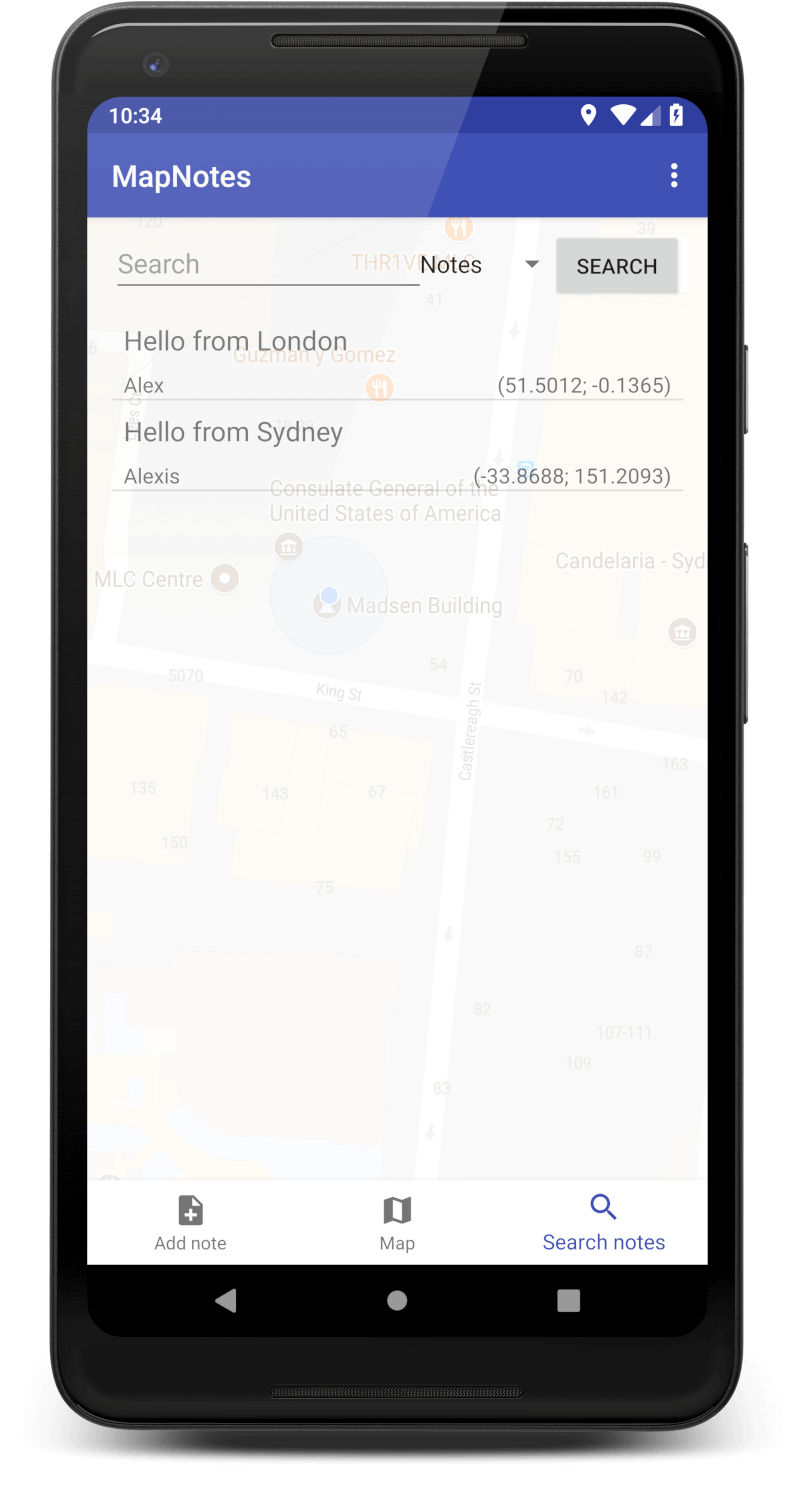 10:34
MapNotes
120
39
Search
THR1VE MLC
Notes
SEARCH
41
Hello from London
6
Guzman y Gomez
Alex
(51.5012; -0.1365)
Hello from Sydney
Alexis
(-33.8688; 151.2093)
Consulate General of the
United States of America
Candelaria - Syd
MLC Centre
Madsen Building
54
5070
70
King St
142
Castlereagh St
65
163
135
143
67
161
72
150
155
99
75
87
82
107-111
109
83
Add note
Map
Search notes